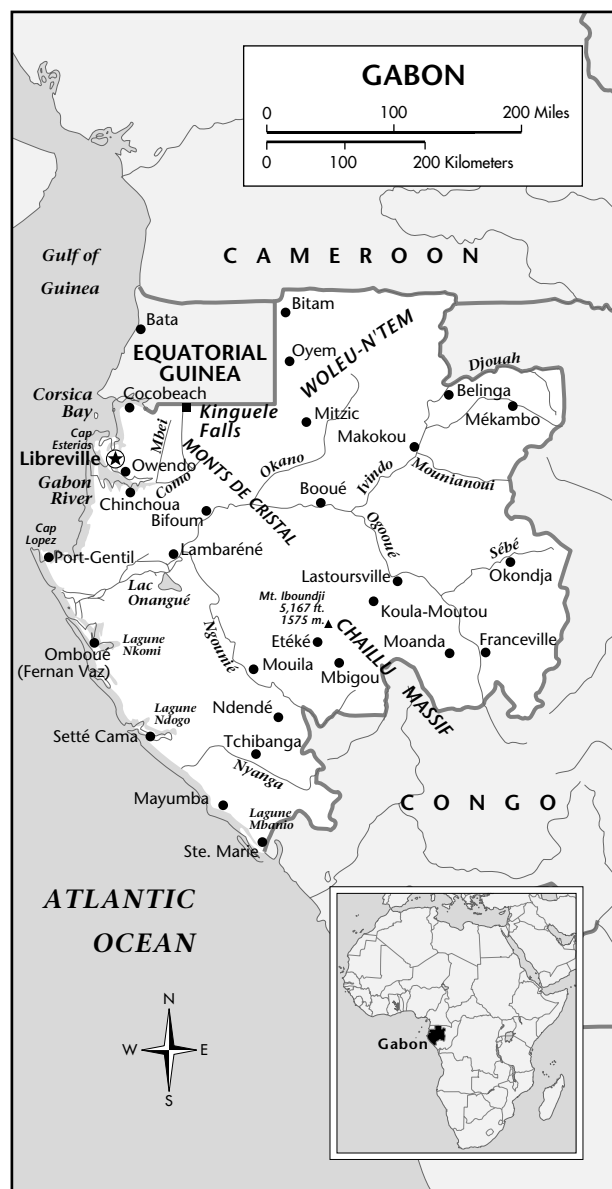 GABON
0 100 200 Miles
0 100 200 Kilometers
CAMEROON
Gulf of
Guinea
Bitam
Bata
WOLEU-N'TEM
Oyem
EQUATORIAL
GUINEA
Djouah
Belinga
Corsica
Bay
Cocobeach
Kinguele
Falls
Mitzic
Mékambo
Cap
Esterias
Mbei
Makokou
Libreville
Owendo
MONTS DE CRISTAL
Okano
Ivindo
Mounianoui
Gabon
River
Como
Chinchoua
Booué
Bifoum
Ogooué
Cap
Lopez
Port-Gentil
Lambaréné
Sébé
Okondja
Lac
Onangué
Lastoursville
Mt. Iboundji
5,167 ft.
1575 m.
Koula-Moutou
Ngounié
CHAILLU MASSIF
Lagune
Nkomi
Etéké
Moanda
Franceville
Omboué
(Fernan Vaz)
Mouila
Mbigou
Lagune
Ndogo
Ndendé
Setté Cama
Tchibanga
Nyanga
Mayumba
CONGO
Lagune
Mbanio
Ste. Marie
ATLANTIC
OCEAN
N
W E
S
Gabon